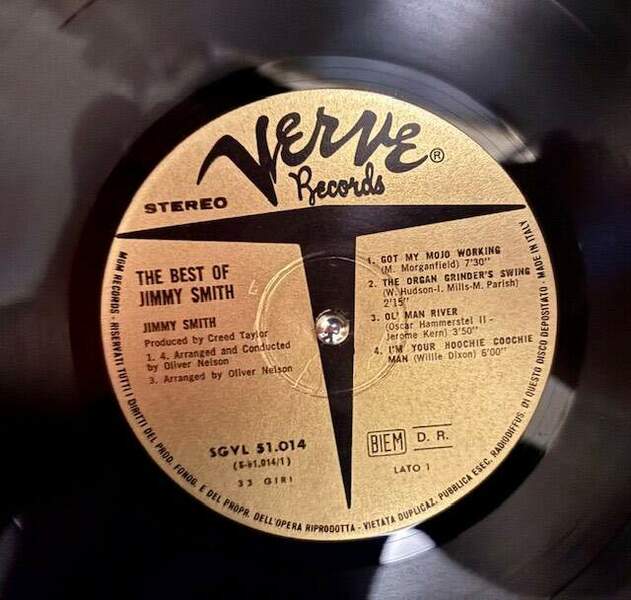 VERVE ®
Records
STEREO
THE BEST OF
JIMMY SMITH
JIMMY SMITH
Produced by Creed Taylor
1. 4. Arranged and Conducted
by Oliver Nelson
3. Arranged by Oliver Nelson
SGVL 51.014
(S-51.014/1)
33 GIRI
1. GOT MY MOJO WORKING
(M. Morganfield) 7'30''
2. THE ORGAN GRINDER'S SWING
(W. Hudson-I. Mills-M. Parish)
2'15''
3. OL' MAN RIVER
(Oscar Hammerstel II -
Jerome Kern) 3'50''
4. I'M YOUR HOOCHIE COOCHIE
MAN (Willie Dixon) 6'00''
BIEM D. R.
LATO 1
MGM RECORDS - RISERVATI TUTTI I DIRITTI DEL PROD. FONOG. E DEL PROPR. DELL'OPERA RIPRODOTTA - VIETATA DUPLICAZ. PUBBLICA ESEC. RADIODIFFUS. DI QUESTO DISCO DEPOSITATO - MADE IN ITALY